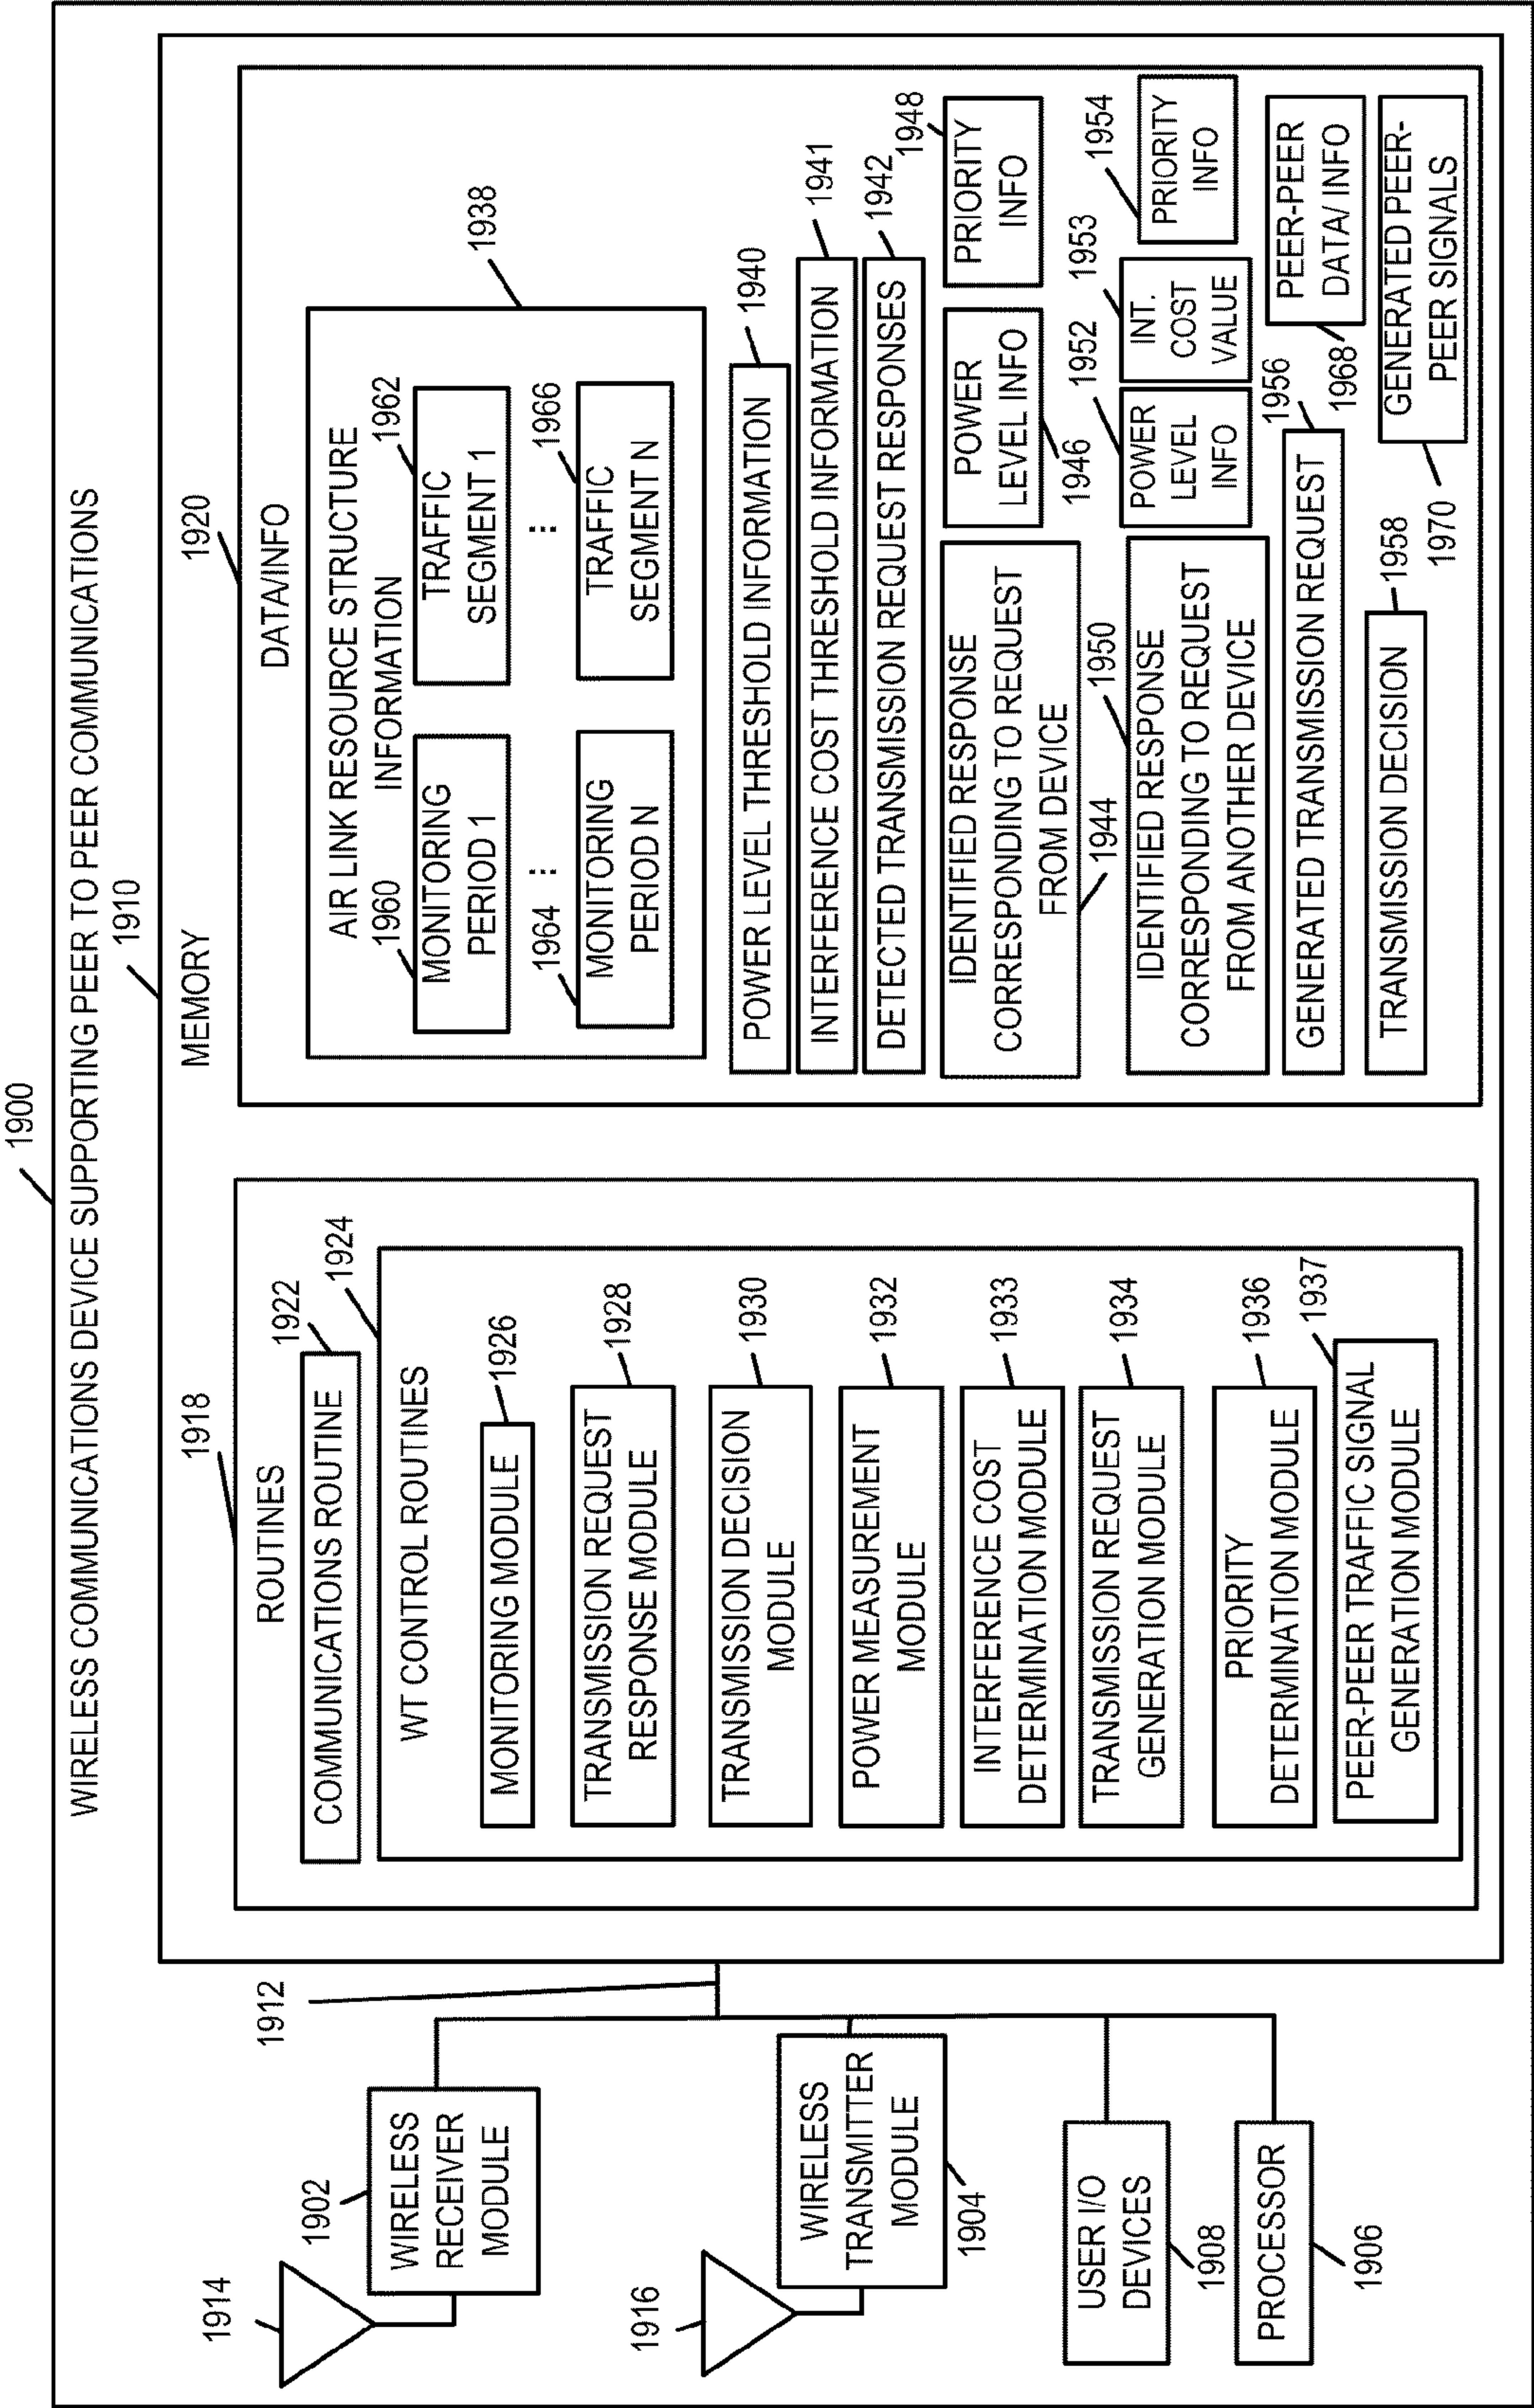 1900
WIRELESS COMMUNICATIONS DEVICE SUPPORTING PEER TO PEER COMMUNICATIONS
1914
1902
WIRELESS
RECEIVER
MODULE
1916
WIRELESS
TRANSMITTER
MODULE
1904
USER I/O
DEVICES
1908
PROCESSOR
1906
1912
1910
MEMORY
1918
ROUTINES
1922
COMMUNICATIONS ROUTINE
1924
WT CONTROL ROUTINES
1926
MONITORING MODULE
1928
TRANSMISSION REQUEST
RESPONSE MODULE
1930
TRANSMISSION DECISION
MODULE
1932
POWER MEASUREMENT
MODULE
1933
INTERFERENCE COST
DETERMINATION MODULE
1934
TRANSMISSION REQUEST
GENERATION MODULE
1936
PRIORITY
DETERMINATION MODULE
1937
PEER-PEER TRAFFIC SIGNAL
GENERATION MODULE
1920
DATA/INFO
1938
AIR LINK RESOURCE STRUCTURE
INFORMATION
1960
MONITORING
PERIOD 1
1962
TRAFFIC
SEGMENT 1
⋮
⋮
1964
MONITORING
PERIOD N
1966
TRAFFIC
SEGMENT N
1940
POWER LEVEL THRESHOLD INFORMATION
1941
INTERFERENCE COST THRESHOLD INFORMATION
1942
DETECTED TRANSMISSION REQUEST RESPONSES
IDENTIFIED RESPONSE
CORRESPONDING TO REQUEST
FROM DEVICE
1944
POWER
LEVEL INFO
1946
1948
PRIORITY
INFO
1950
IDENTIFIED RESPONSE
CORRESPONDING TO REQUEST
FROM ANOTHER DEVICE
1952
POWER
LEVEL
INFO
1953
INT.
COST
VALUE
1954
PRIORITY
INFO
1956
GENERATED TRANSMISSION REQUEST
1968
PEER-PEER
DATA/ INFO
1958
TRANSMISSION DECISION
1970
GENERATED PEER-
PEER SIGNALS